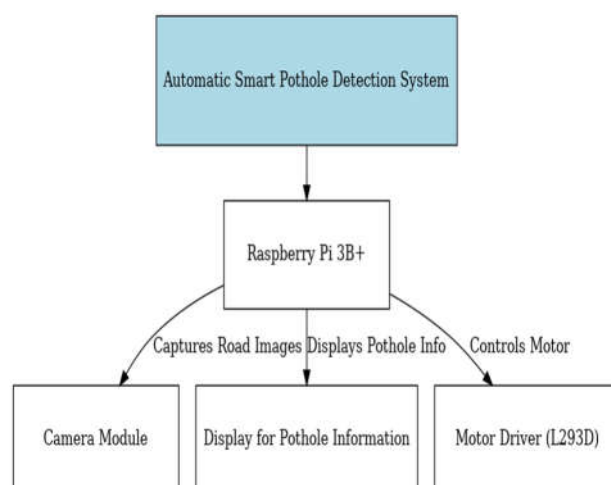 Automatic Smart Pothole Detection System
Raspberry Pi 3B+
Captures Road Images
Displays Pothole Info
Controls Motor
Camera Module
Display for Pothole Information
Motor Driver (L293D)